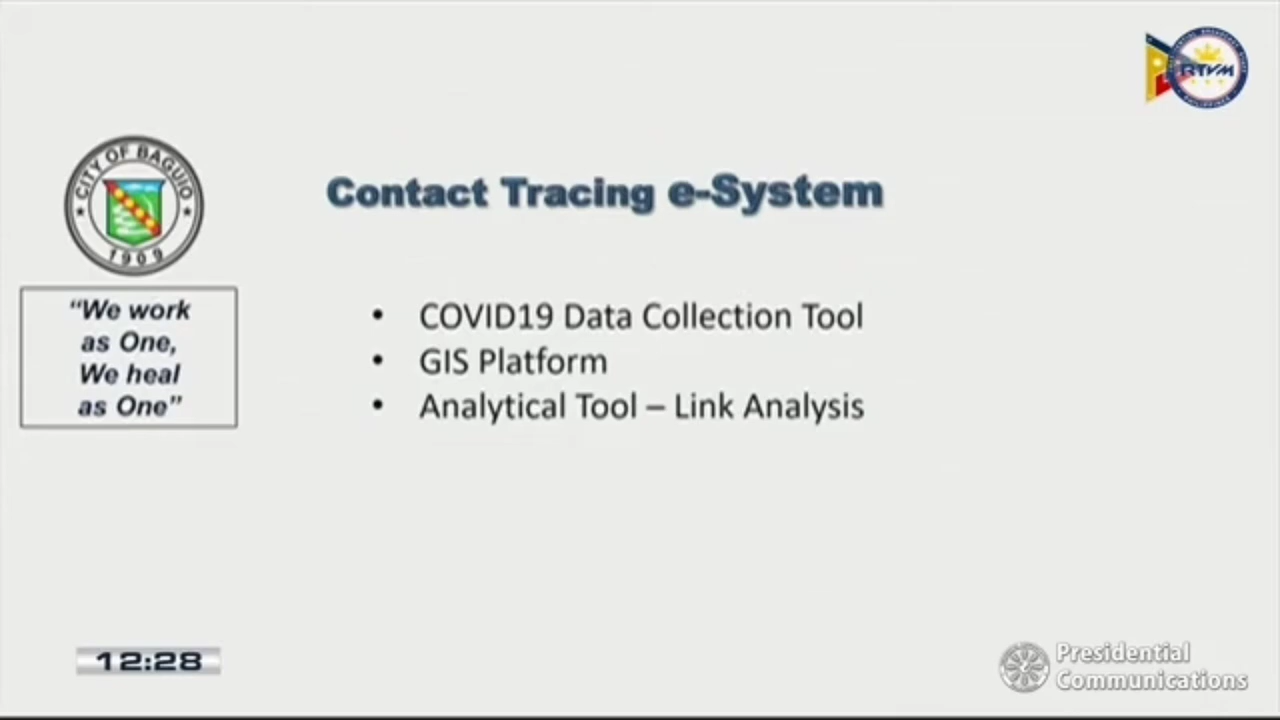 RTVM
CITY OF BAGUIO
1909
Contact Tracing e-System
“We work
as One,
We heal
as One”
• COVID19 Data Collection Tool
• GIS Platform
• Analytical Tool – Link Analysis
12:28
Presidential
Communications